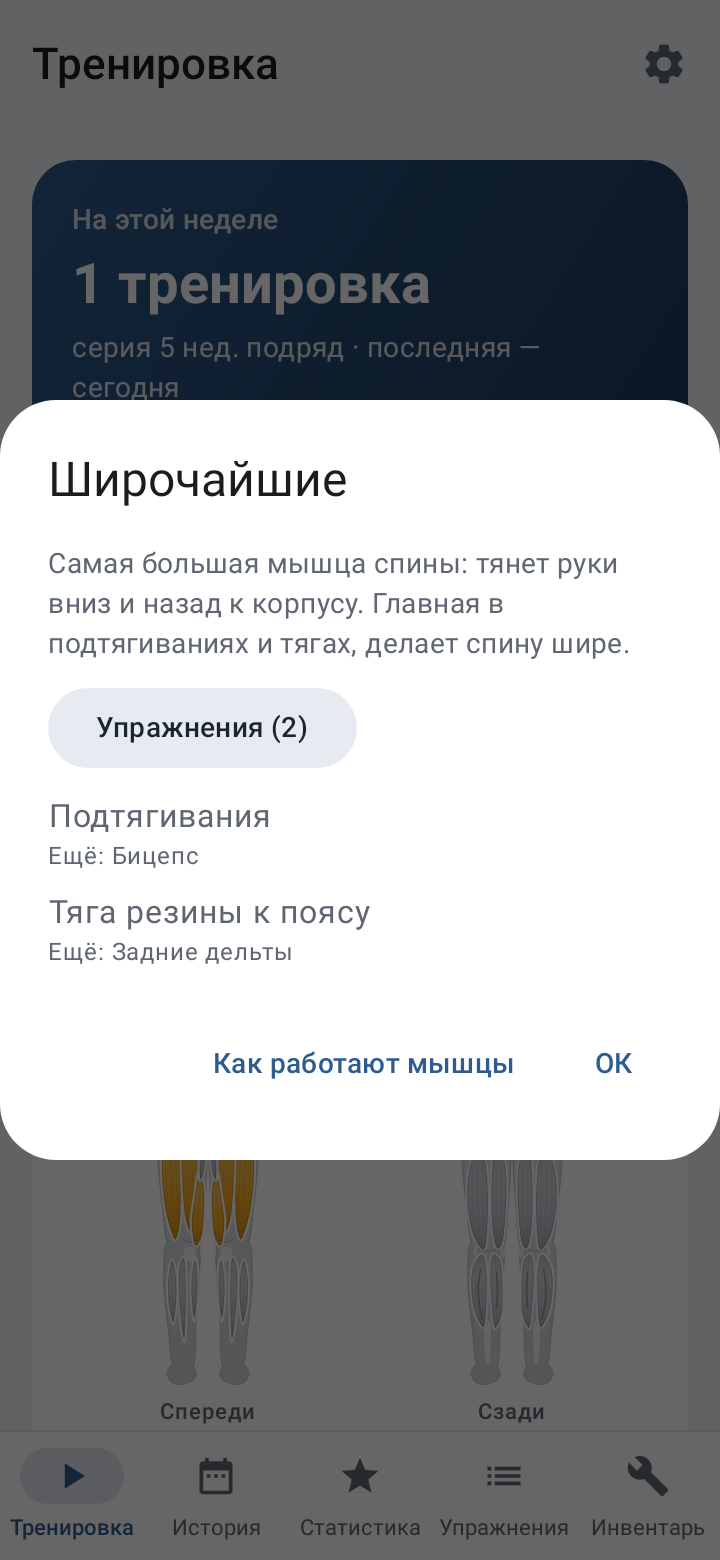 Тренировка
На этой неделе
1 тренировка
серия 5 нед. подряд · последняя —
сегодня
Широчайшие
Самая большая мышца спины: тянет руки
вниз и назад к корпусу. Главная в
подтягиваниях и тягах, делает спину шире.
Упражнения (2)
Подтягивания
Ещё: Бицепс
Тяга резины к поясу
Ещё: Задние дельты
Как работают мышцы
ОК
Спереди
Сзади
Тренировка
История
Статистика
Упражнения
Инвентарь